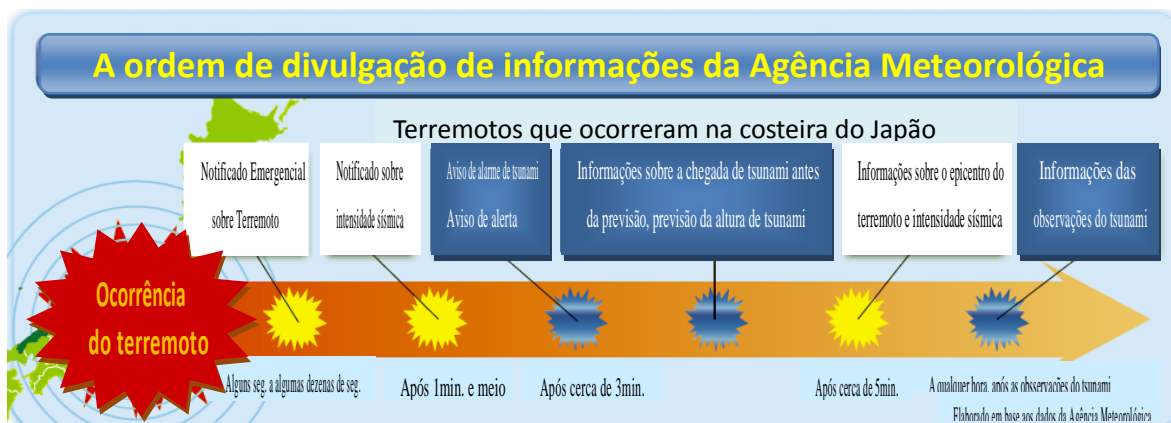 A ordem de divulgação de informações da Agência Meteorológica
Terremotos que ocorreram na costeira do Japão
Notificado Emergencial
sobre Terremoto
Notificado sobre
intensidade sísmica
Aviso de alarme de tsunami
Aviso de alerta
Informações sobre a chegada de tsunami antes
da previsão, previsão da altura de tsunami
Informações sobre o epicentro do
terremoto e intensidade sísmica
Informações das
observações do tsunami
Ocorrência
do terremoto
Alguns seg. a algumas dezenas de seg.
Após 1min. e meio
Após cerca de 3min.
Após cerca de 5min.
A qualquer hora, após as obsservações do tsunami
Elaborado em base aos dados da Agência Meteorológica